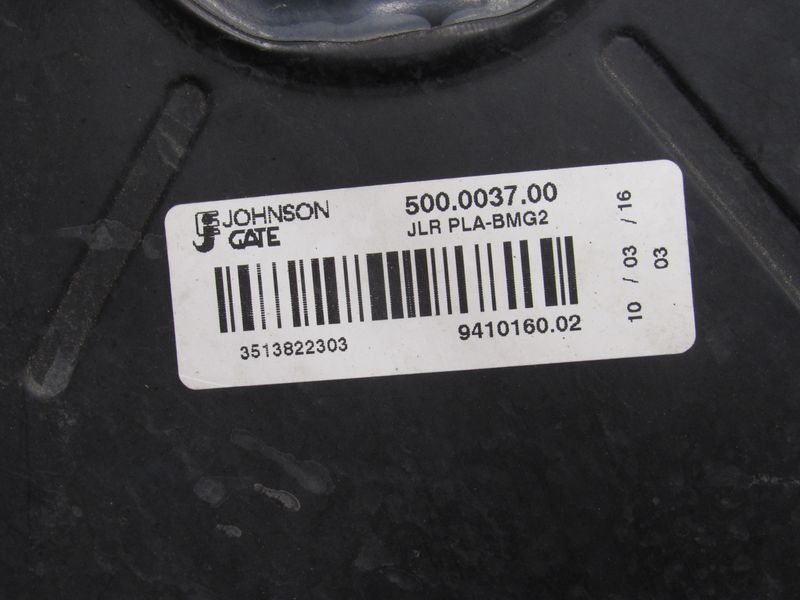 JOHNSON
GATE
500.0037.00
JLR PLA-BMG2
3513822303
9410160.02
10 / 03 / 16
03